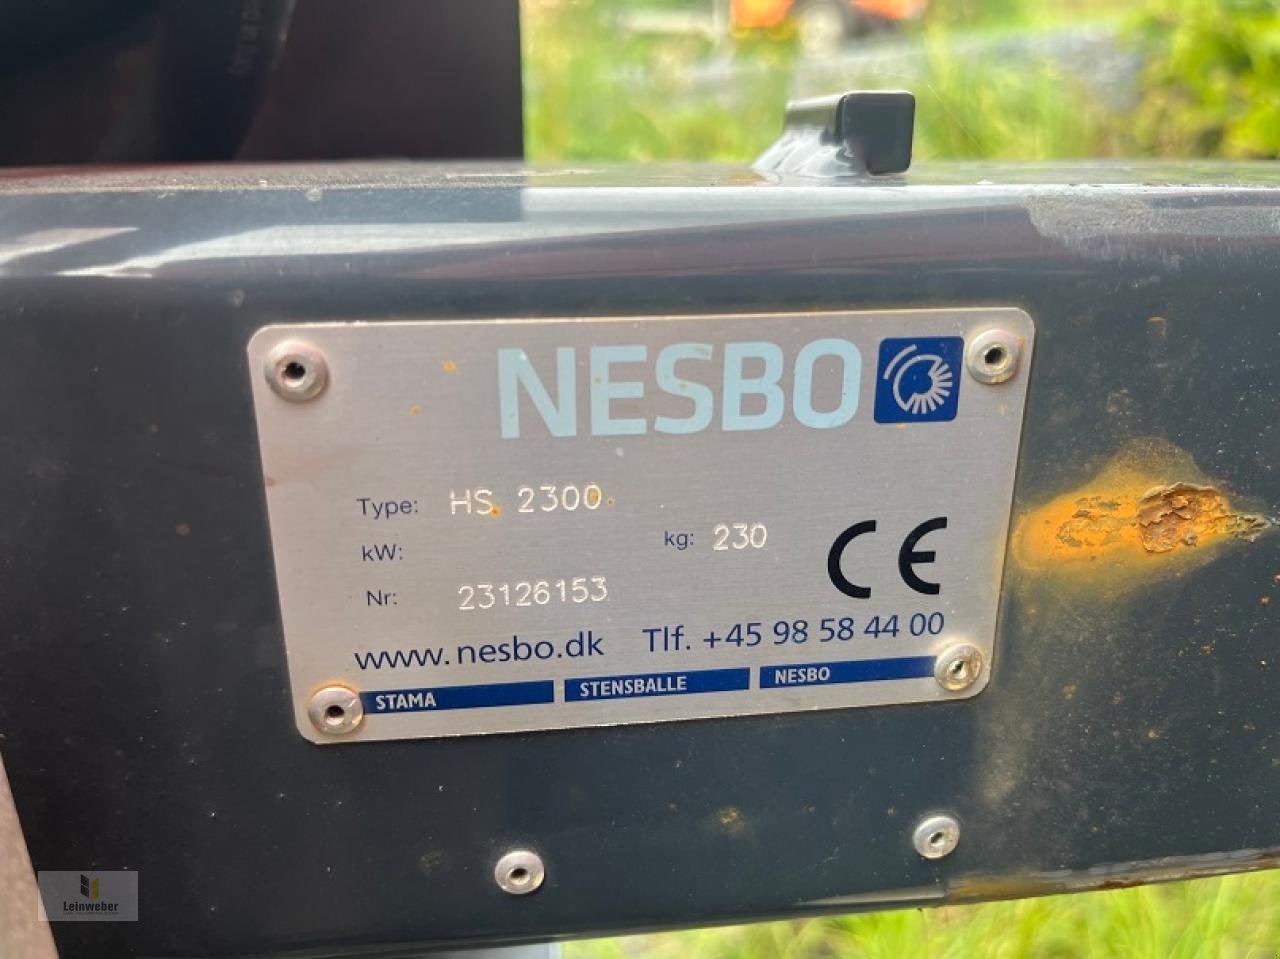 NESBO
Type: HS 2300
kW:
kg: 230
Nr: 23126153
CE
www.nesbo.dk Tlf. +45 98 58 44 00
STAMA STENSBALLE NESBO
Leinweber